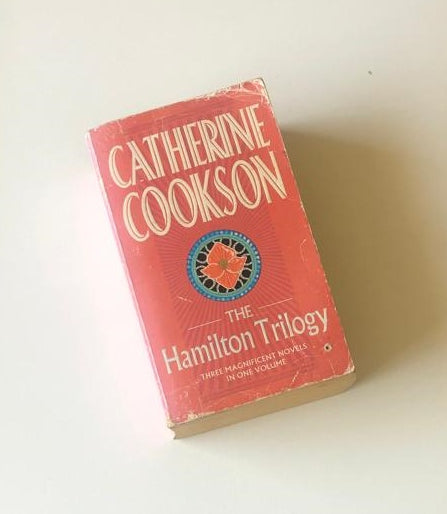 CATHERINE
COOKSON
THE
Hamilton Trilogy
THREE MAGNIFICENT NOVELS
IN ONE VOLUME